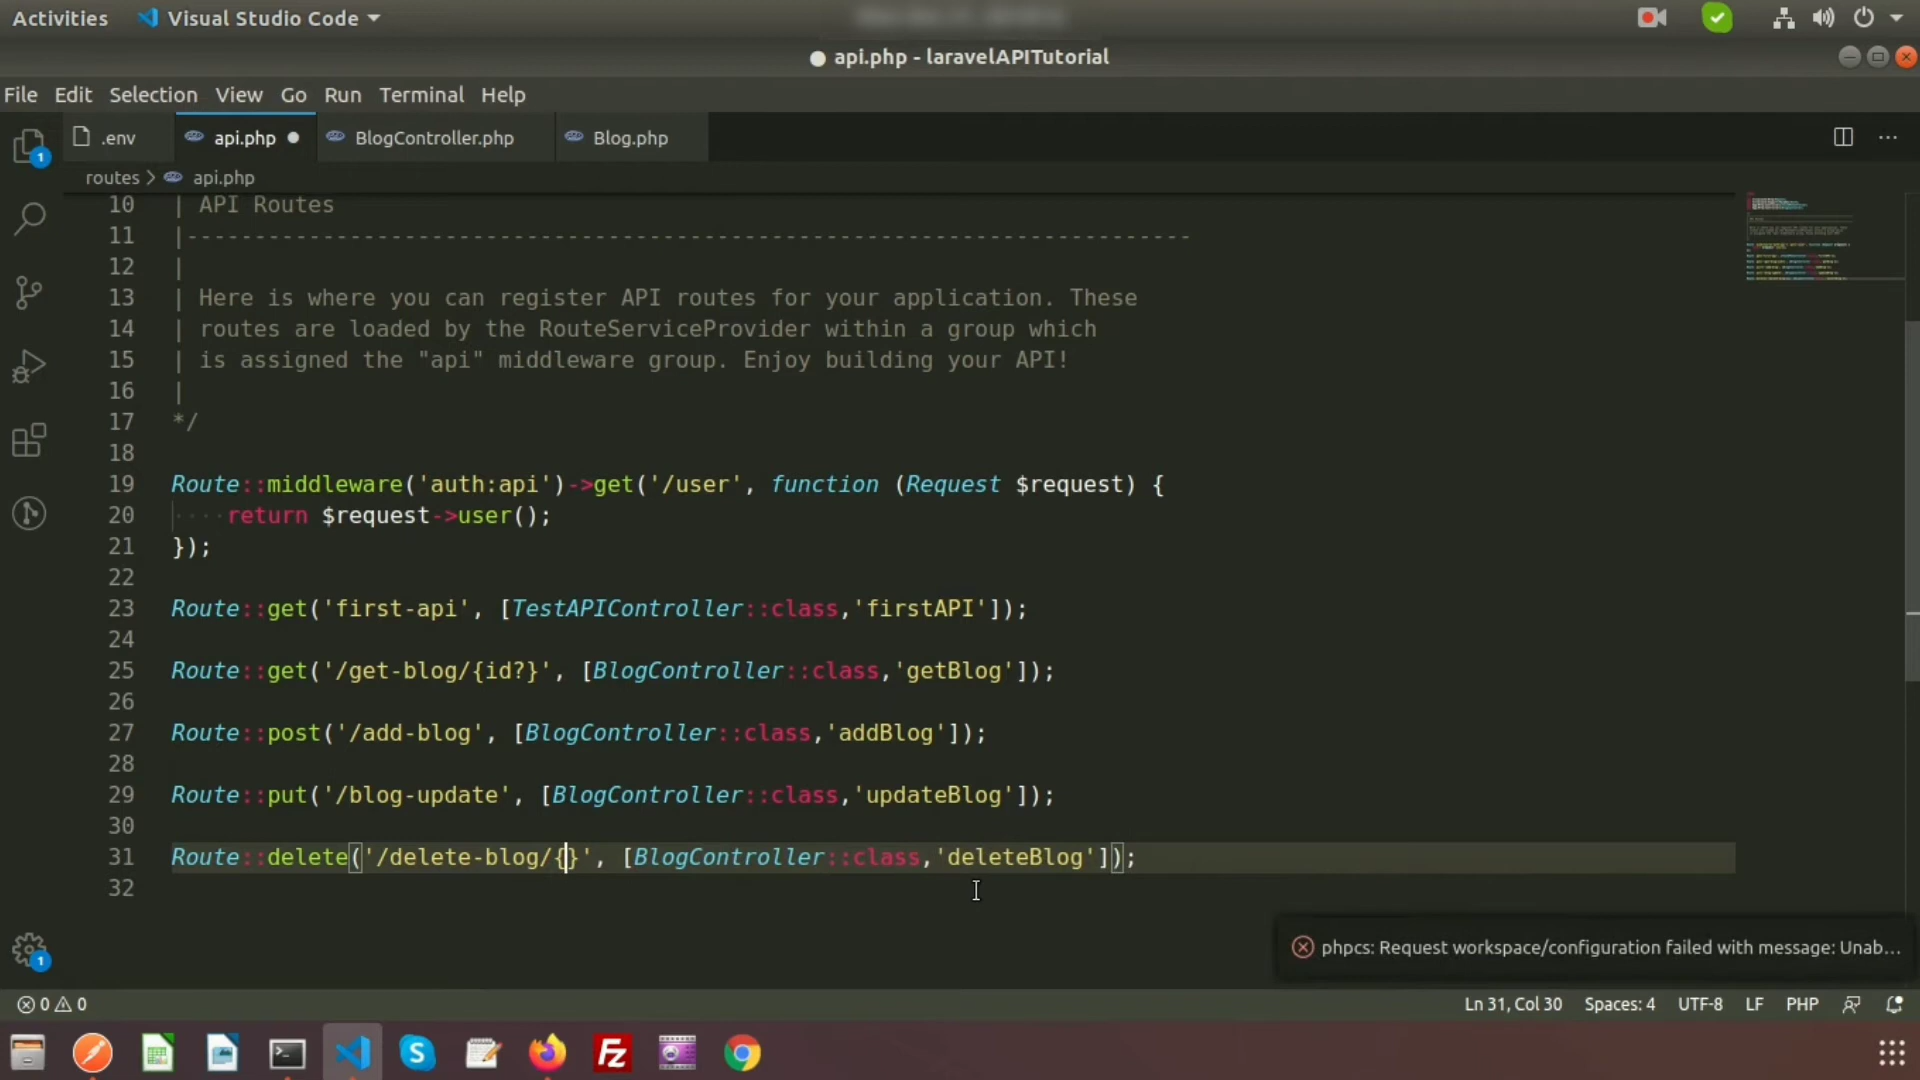 Activities Visual Studio Code
api.php - laravelAPITutorial
File Edit Selection View Go Run Terminal Help
.env api.php BlogController.php Blog.php
1
routes > api.php
10 | API Routes
11 |--------------------------------------------------------------------------
12 |
13 | Here is where you can register API routes for your application. These
14 | routes are loaded by the RouteServiceProvider within a group which
15 | is assigned the "api" middleware group. Enjoy building your API!
16 |
17 */
18
19 Route::middleware('auth:api')->get('/user', function (Request $request) {
20 ····return $request->user();
21 });
22
23 Route::get('first-api', [TestAPIController::class,'firstAPI']);
24
25 Route::get('/get-blog/{id?}', [BlogController::class,'getBlog']);
26
27 Route::post('/add-blog', [BlogController::class,'addBlog']);
28
29 Route::put('/blog-update', [BlogController::class,'updateBlog']);
30
31 Route::delete('/delete-blog/{}', [BlogController::class,'deleteBlog']);
32
phpcs: Request workspace/configuration failed with message: Unab...
1
0 0 Ln 31, Col 30 Spaces: 4 UTF-8 LF PHP
S Fz